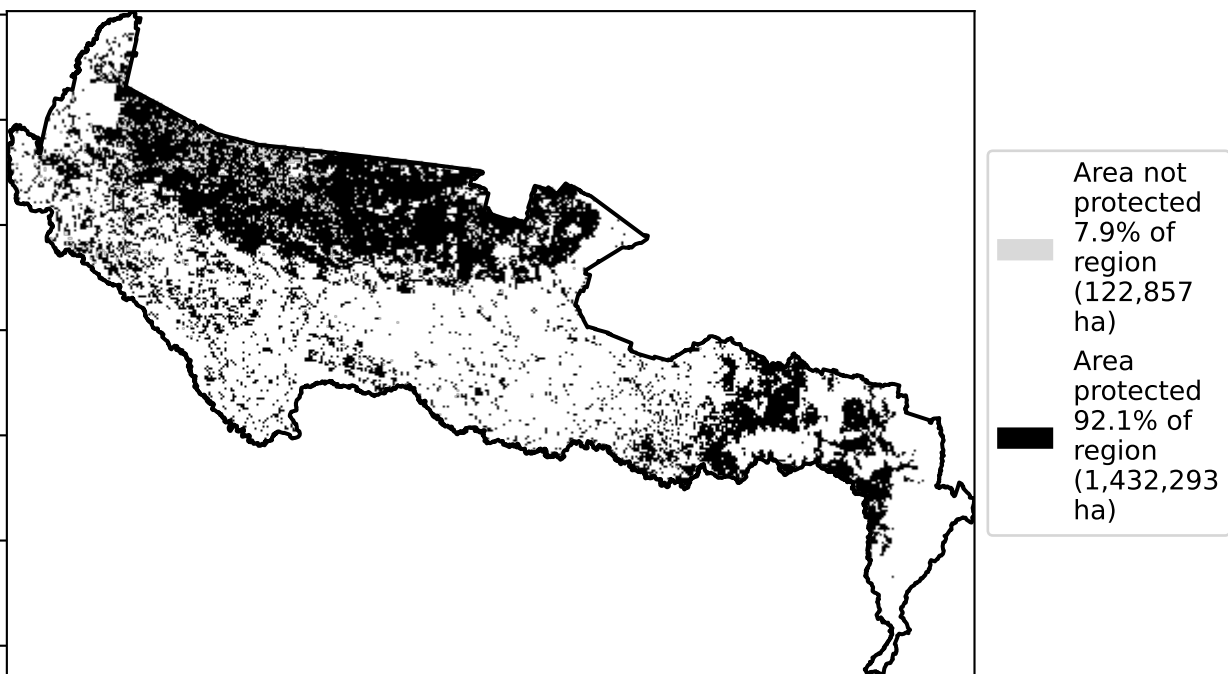 Area not
protected
7.9% of
region
(122,857
ha)
Area
protected
92.1% of
region
(1,432,293
ha)